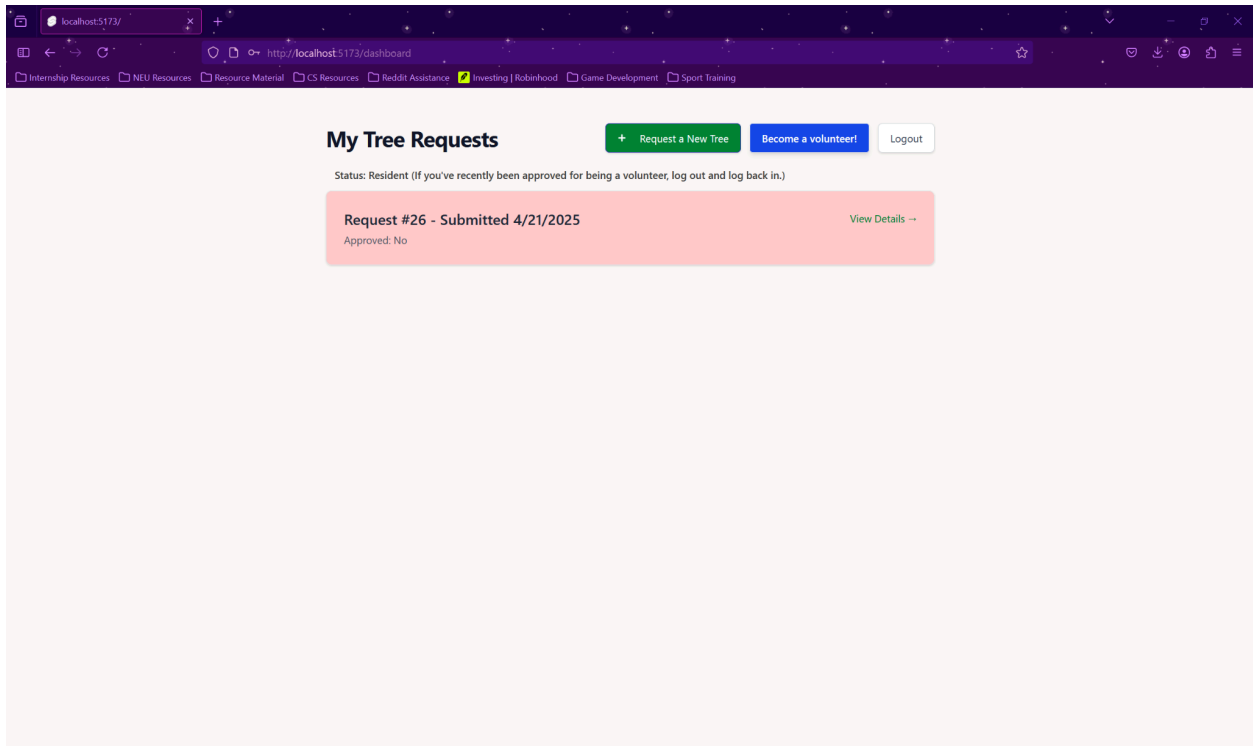 localhost:5173/
http://localhost:5173/dashboard
Internship Resources NEU Resources Resource Material CS Resources Reddit Assistance Investing | Robinhood Game Development Sport Training
My Tree Requests + Request a New Tree Become a volunteer! Logout
Status: Resident (If you've recently been approved for being a volunteer, log out and log back in.)
Request #26 - Submitted 4/21/2025 View Details →
Approved: No